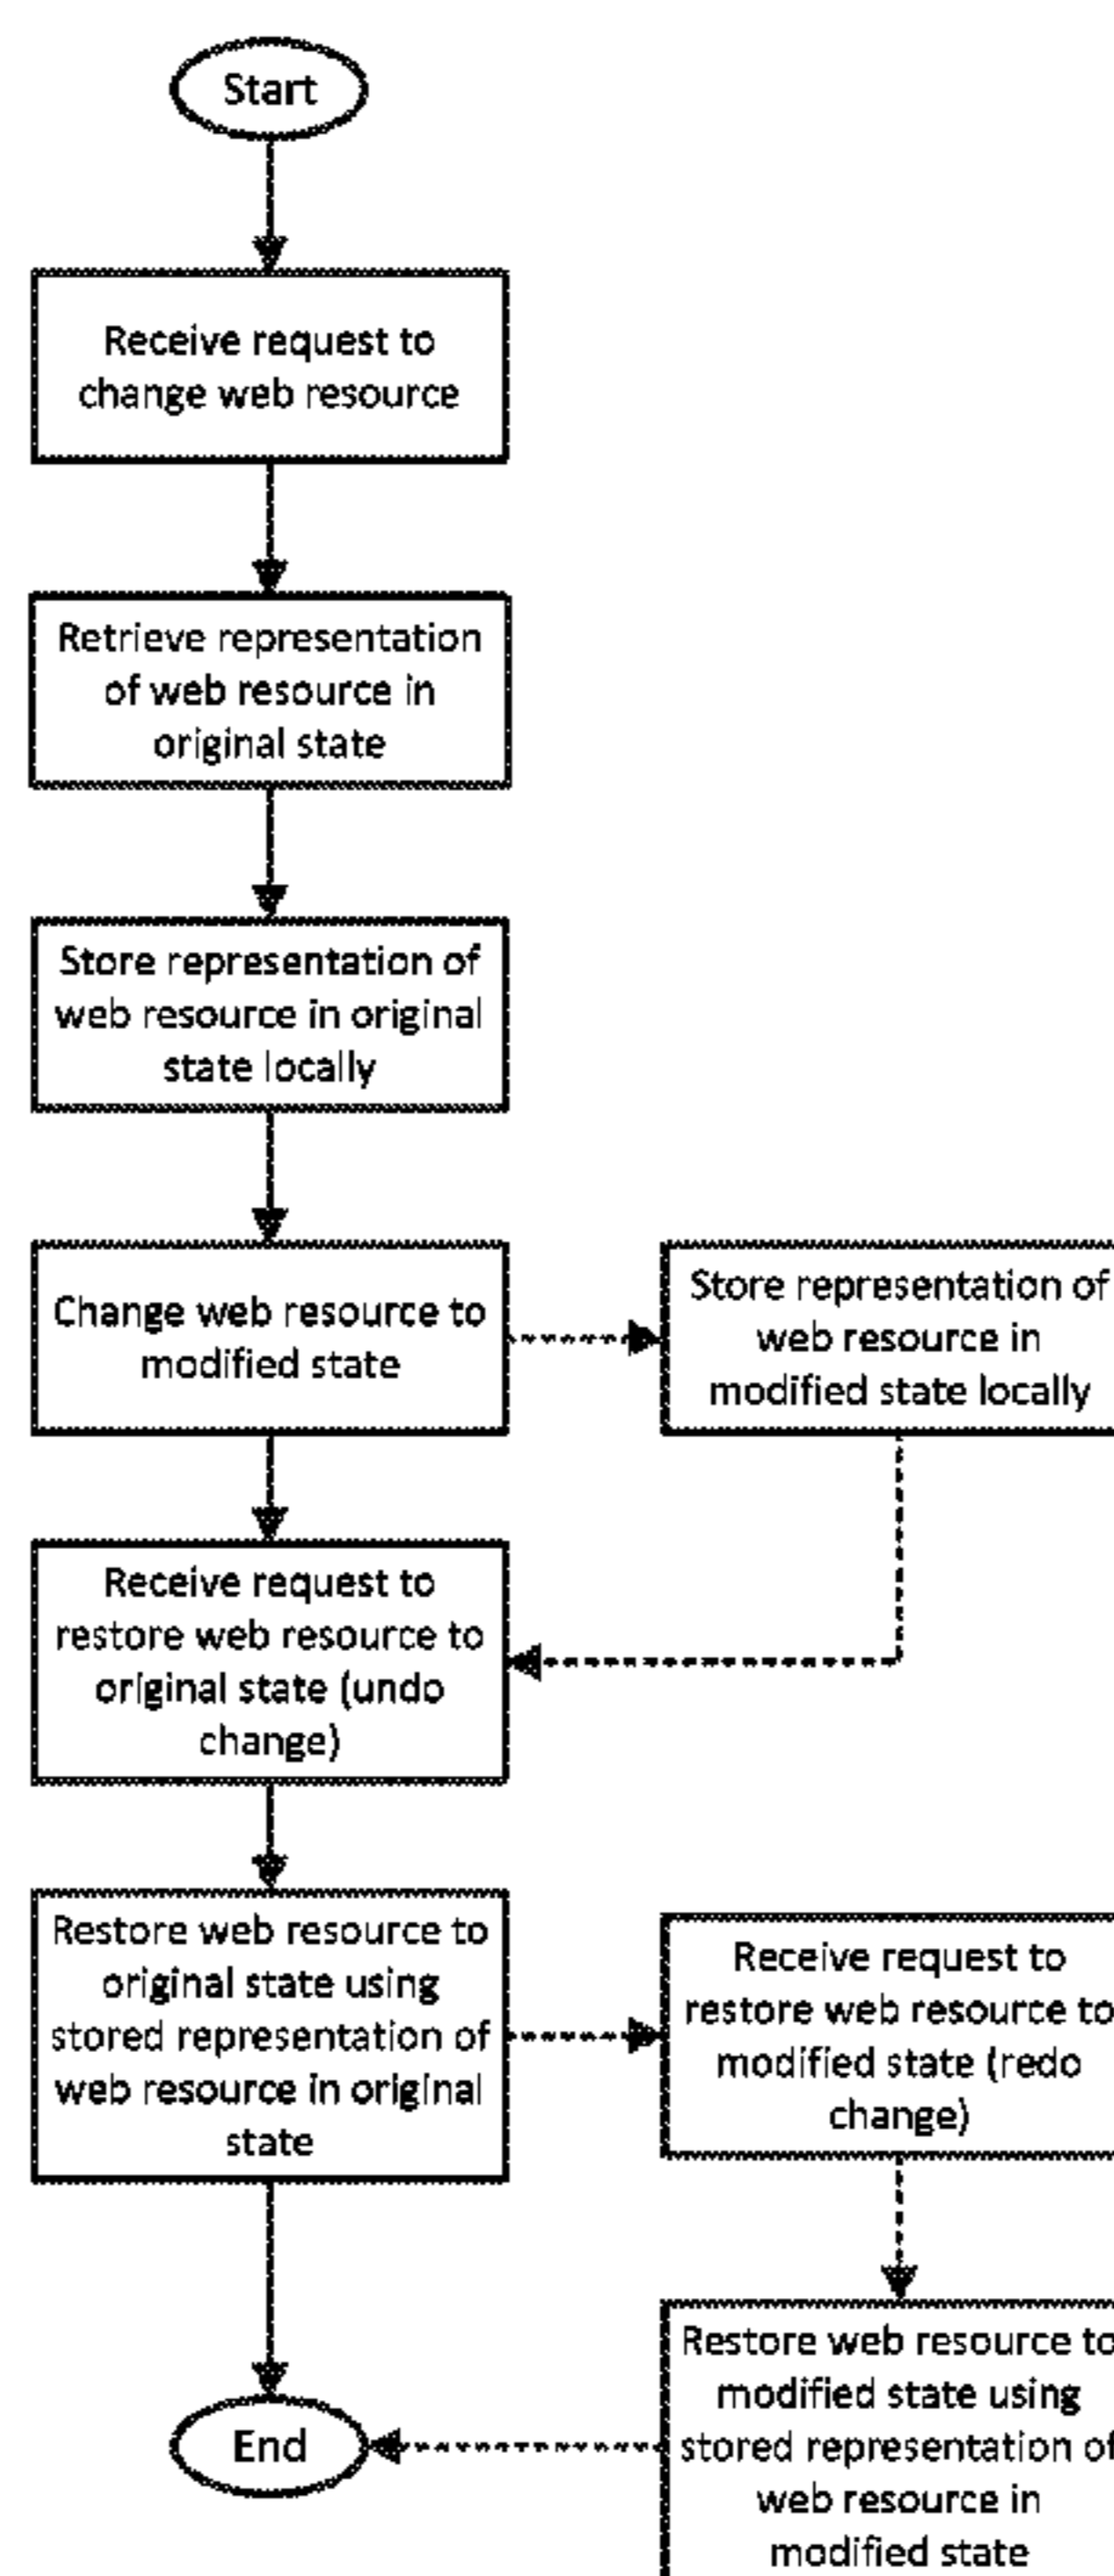 Start
Receive request to
change web resource
Retrieve representation
of web resource in
original state
Store representation of
web resource in original
state locally
Change web resource to
modified state
Store representation of
web resource in
modified state locally
Receive request to
restore web resource to
original state (undo
change)
Restore web resource to
original state using
stored representation of
web resource in original
state
Receive request to
restore web resource to
modified state (redo
change)
Restore web resource to
modified state using
stored representation of
web resource in
modified state
End